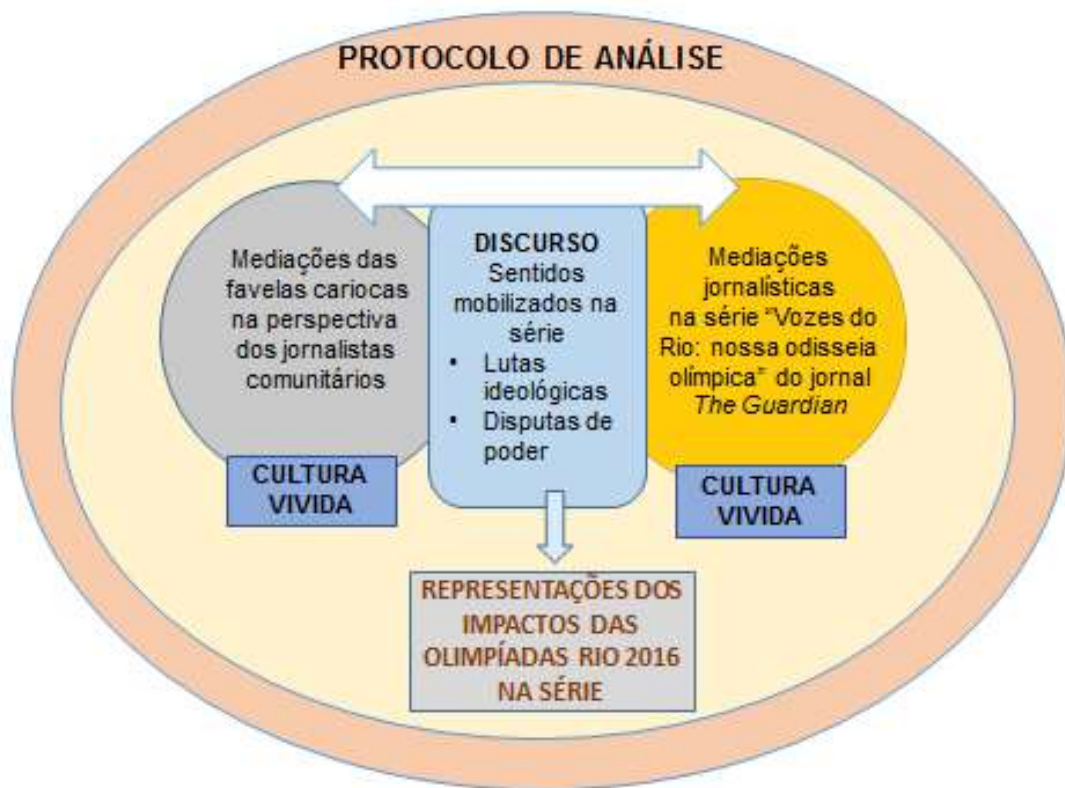 PROTOCOLO DE ANÁLISE
Mediações das
favelas cariocas
na perspectiva
dos jornalistas
comunitários
CULTURA
VIVIDA
DISCURSO
Sentidos
mobilizados na
série
• Lutas
ideológicas
• Disputas de
poder
Mediações
jornalísticas
na série "Vozes do
Rio: nossa odisseia
olímpica" do jornal
The Guardian
CULTURA
VIVIDA
REPRESENTAÇÕES DOS
IMPACTOS DAS
OLIMPÍADAS RIO 2016
NA SÉRIE